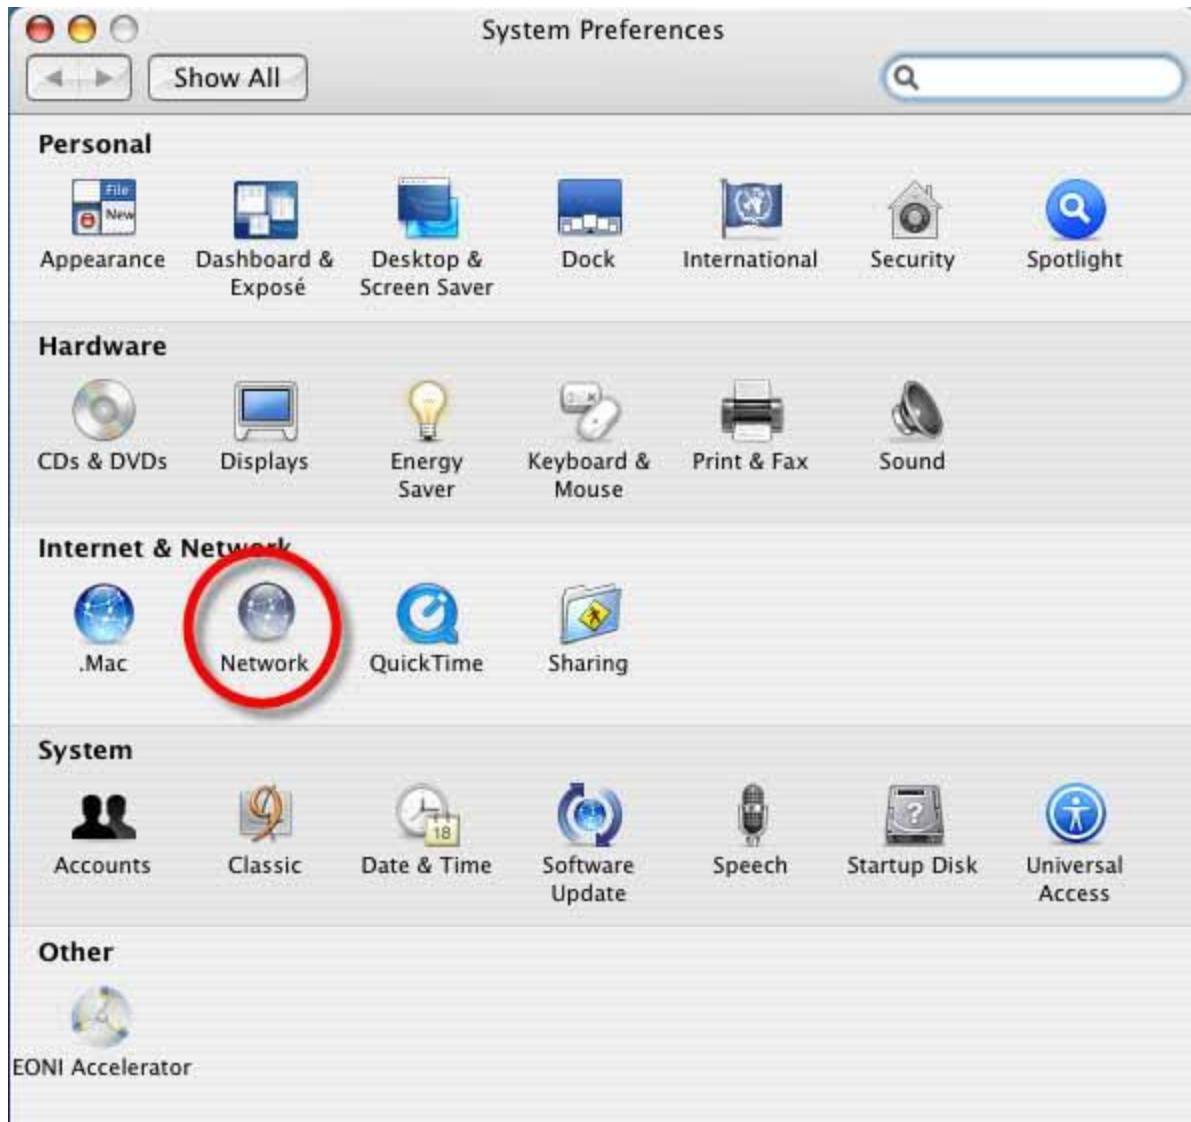 System Preferences
Show All
Personal
File
New
Appearance
Dashboard &
Exposé
Desktop &
Screen Saver
Dock
International
Security
Spotlight
Hardware
CDs & DVDs
Displays
Energy
Saver
Keyboard &
Mouse
Print & Fax
Sound
Internet & Network
.Mac
Network
QuickTime
Sharing
System
9
18
?
Accounts
Classic
Date & Time
Software
Update
Speech
Startup Disk
Universal
Access
Other
EONI Accelerator